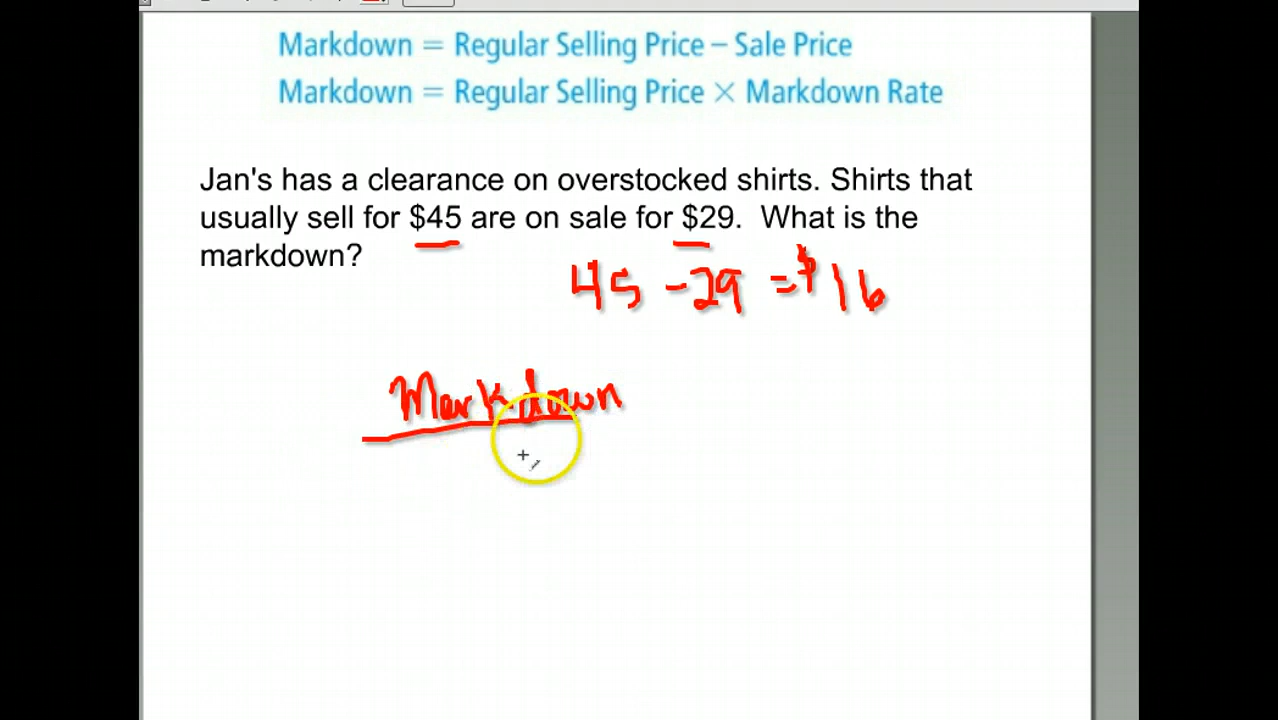 Markdown = Regular Selling Price – Sale Price
Markdown = Regular Selling Price × Markdown Rate
Jan's has a clearance on overstocked shirts. Shirts that
usually sell for $45 are on sale for $29. What is the
markdown?
45 - 29 = $16
Markdown